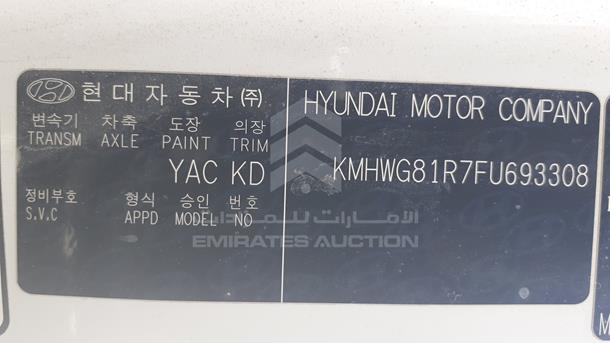 현대자동차(주)
변속기 차축 도장 의장
TRANSM AXLE PAINT TRIM
YAC KD
정비부호 형식 승인 번호
S.V.C APPD MODEL NO
HYUNDAI MOTOR COMPANY
KMHWG81R7FU693308
الإمارات للمزادات
EMIRATES AUCTION
M